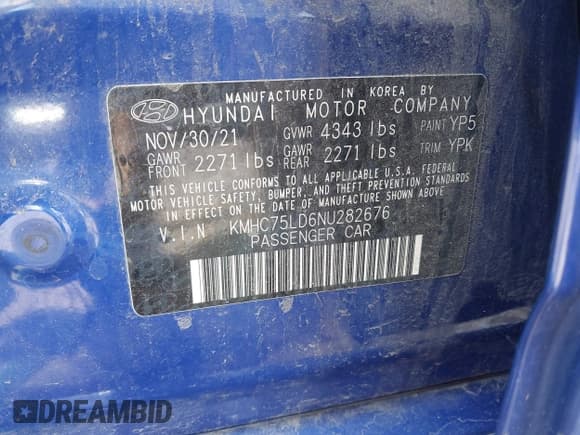 MANUFACTURED IN KOREA BY
HYUNDAI MOTOR COMPANY
NOV/30/21 GVWR 4343 lbs PAINT YP5
GAWR FRONT 2271 lbs GAWR REAR 2271 lbs TRIM YPK
THIS VEHICLE CONFORMS TO ALL APPLICABLE U.S.A. FEDERAL
MOTOR VEHICLE SAFETY, BUMPER, AND THEFT PREVENTION STANDARDS
IN EFFECT ON THE DATE OF MANUFACTURE SHOWN ABOVE.
V.I.N KMHC75LD6NU282676
PASSENGER CAR
DREAMBID